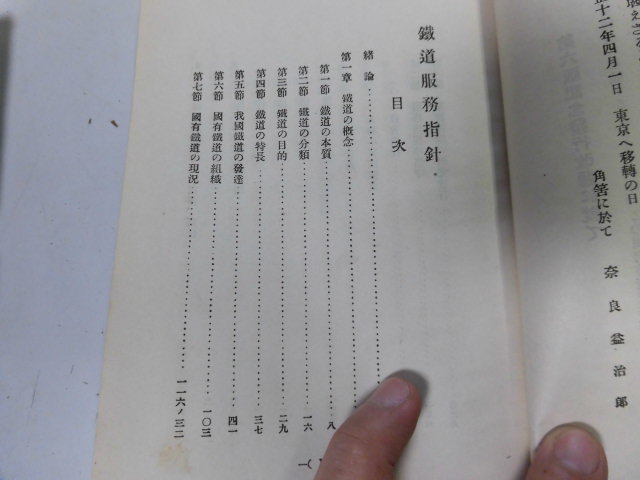 正十二年四月一日 東京へ移轉の日
角筈に於て
奈良益治郎
鐵道服務指針
目次
緖論
第一章 鐵道の概念
第一節 鐵道の本質 八
第二節 鐵道の分類 一六
第三節 鐵道の目的 二九
第四節 鐵道の特長 三七
第五節 我國鐵道の發達 四一
第六節 國有鐵道の組織 一〇三
第七節 國有鐵道の現況 一二六ノ三二